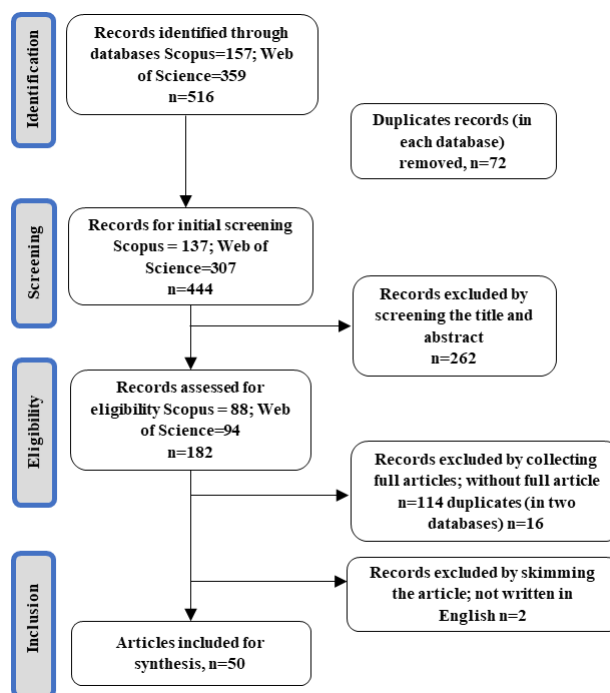 Identification
Records identified through
databases Scopus=157; Web
of Science=359
n=516
Duplicates records (in
each database)
removed, n=72
Screening
Records for initial screening
Scopus = 137; Web of
Science=307
n=444
Records excluded by
screening the title and
abstract
n=262
Eligibility
Records assessed for
eligibility Scopus = 88; Web
of Science=94
n=182
Records excluded by collecting
full articles; without full article
n=114 duplicates (in two
databases) n=16
Inclusion
Records excluded by skimming
the article; not written in
English n=2
Articles included for
synthesis, n=50